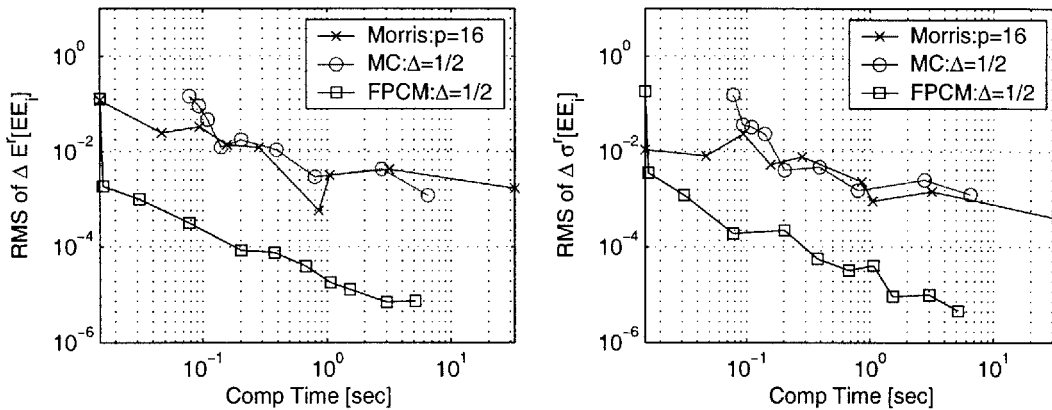 RMS of Δ E^r[EE_i]
10^0
10^-2
10^-4
10^-6
Morris:p=16
MC:Δ=1/2
FPCM:Δ=1/2
10^-1
10^0
10^1
Comp Time [sec]
RMS of Δ σ^r[EE_i]
10^0
10^-2
10^-4
10^-6
Morris:p=16
MC:Δ=1/2
FPCM:Δ=1/2
10^-1
10^0
10^1
Comp Time [sec]